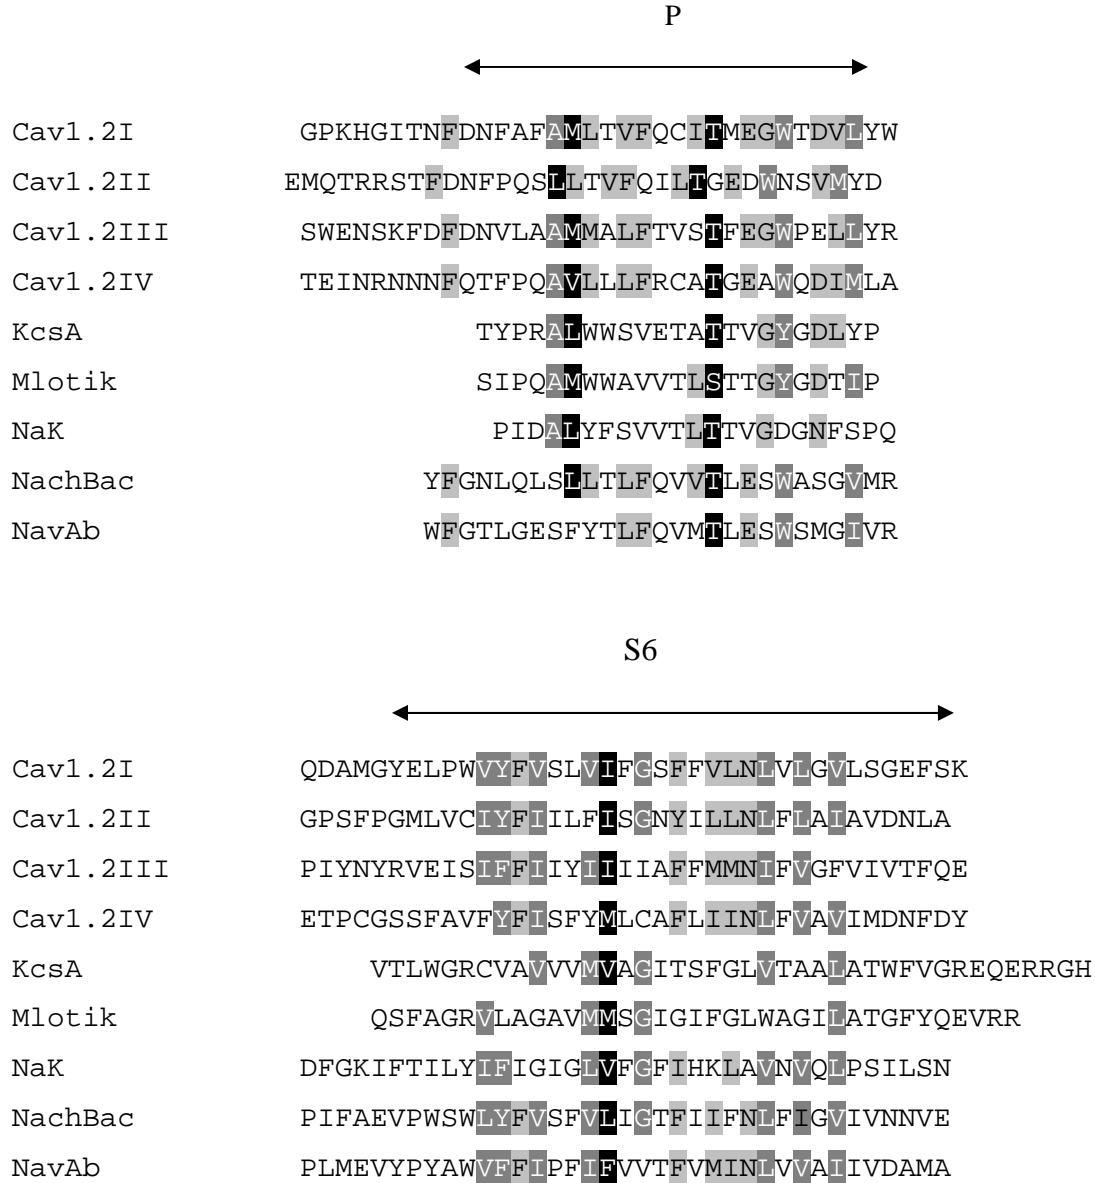 P
Cav1.2I GPKHGITNFDNFAFAMLTVFQCITMEGWTDVLYW
Cav1.2II EMQTRRSTFDNFPQSLLTVFQILTGEDWNSVMYD
Cav1.2III SWENSKFDFDNVLAAMMALFTVSTFEGWPELLYR
Cav1.2IV TEINRNNNFQTFPQAVLLLFRCATGEAWQDIMLA
KcsA TYPRALWWSVETATTVGYGDLYP
Mlotik SIPQAMWWAVVTLSTTGYGDTIP
NaK PIDALYFSVVTLTTVGDGNFSPQ
NachBac YFGNLQLSLLTLFQVVTLESWASGVMR
NavAb WFGTLGESFYTLFQVMTLESWSMGIVR
S6
Cav1.2I QDAMGYELPWVYFVSLVIFGSFFVLNLVLGVLSGEFSK
Cav1.2II GPSFPGMLVCIYFIILFISGNYILLNLFLAIAVDNLA
Cav1.2III PIYNYRVEISIFFIIYIIIIAFFMMNIFVGFVIVTFQE
Cav1.2IV ETPCGSSFAVFYFISFYMLCAFLIINLFVAVIMDNFDY
KcsA VTLWGRCVAVVVMVAGITSFGLVTAALATWFVGREQERRGH
Mlotik QSFAGRVLAGAVMMSGIGIFGLWAGILATGFYQEVRR
NaK DFGKIFTILYIFIGIGLVFGFIHKLAVNVQLPSILSN
NachBac PIFAEVPWSWLYFVSFVLIGTFIIFNLFIGVIVNNVE
NavAb PLMEVYPYAWVFFIPFIFVVTFVMINLVVAIIVDAMA